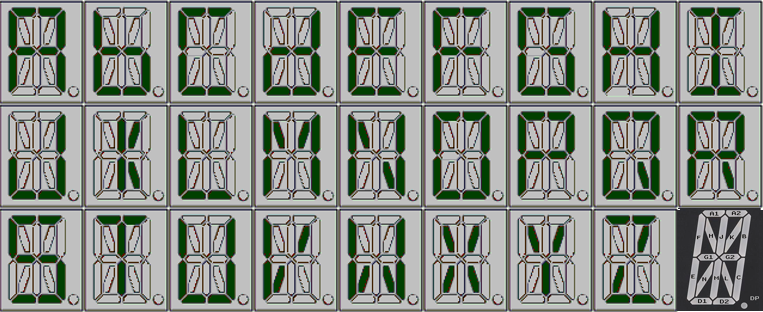 A b C d E F G H I
J K L M N O P Q R
S T U V W X Y Z
A1 A2
F H J K B
G1 G2
E N M L C
D1 D2
DP